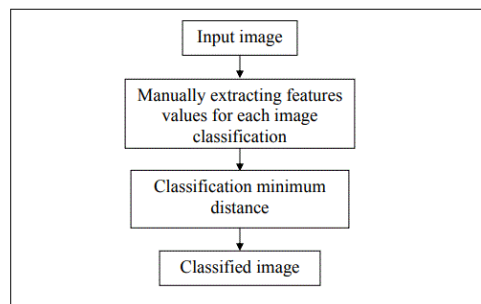 Input image
Manually extracting features
values for each image
classification
Classification minimum
distance
Classified image